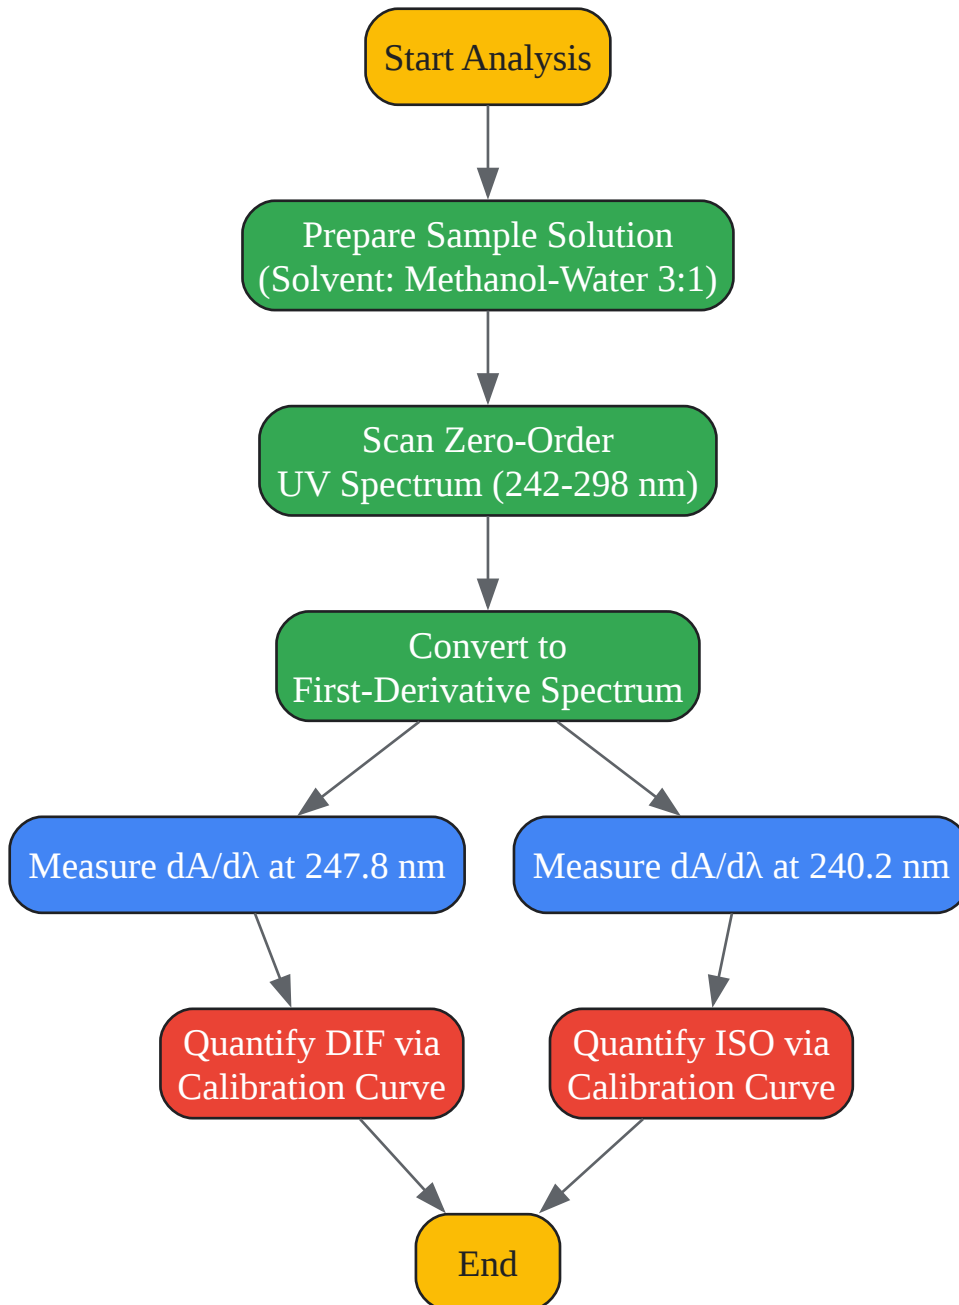 Start Analysis
Prepare Sample Solution
(Solvent: Methanol-Water 3:1)
Scan Zero-Order
UV Spectrum (242-298 nm)
Convert to
First-Derivative Spectrum
Measure dA/dλ at 247.8 nm
Measure dA/dλ at 240.2 nm
Quantify DIF via
Calibration Curve
Quantify ISO via
Calibration Curve
End